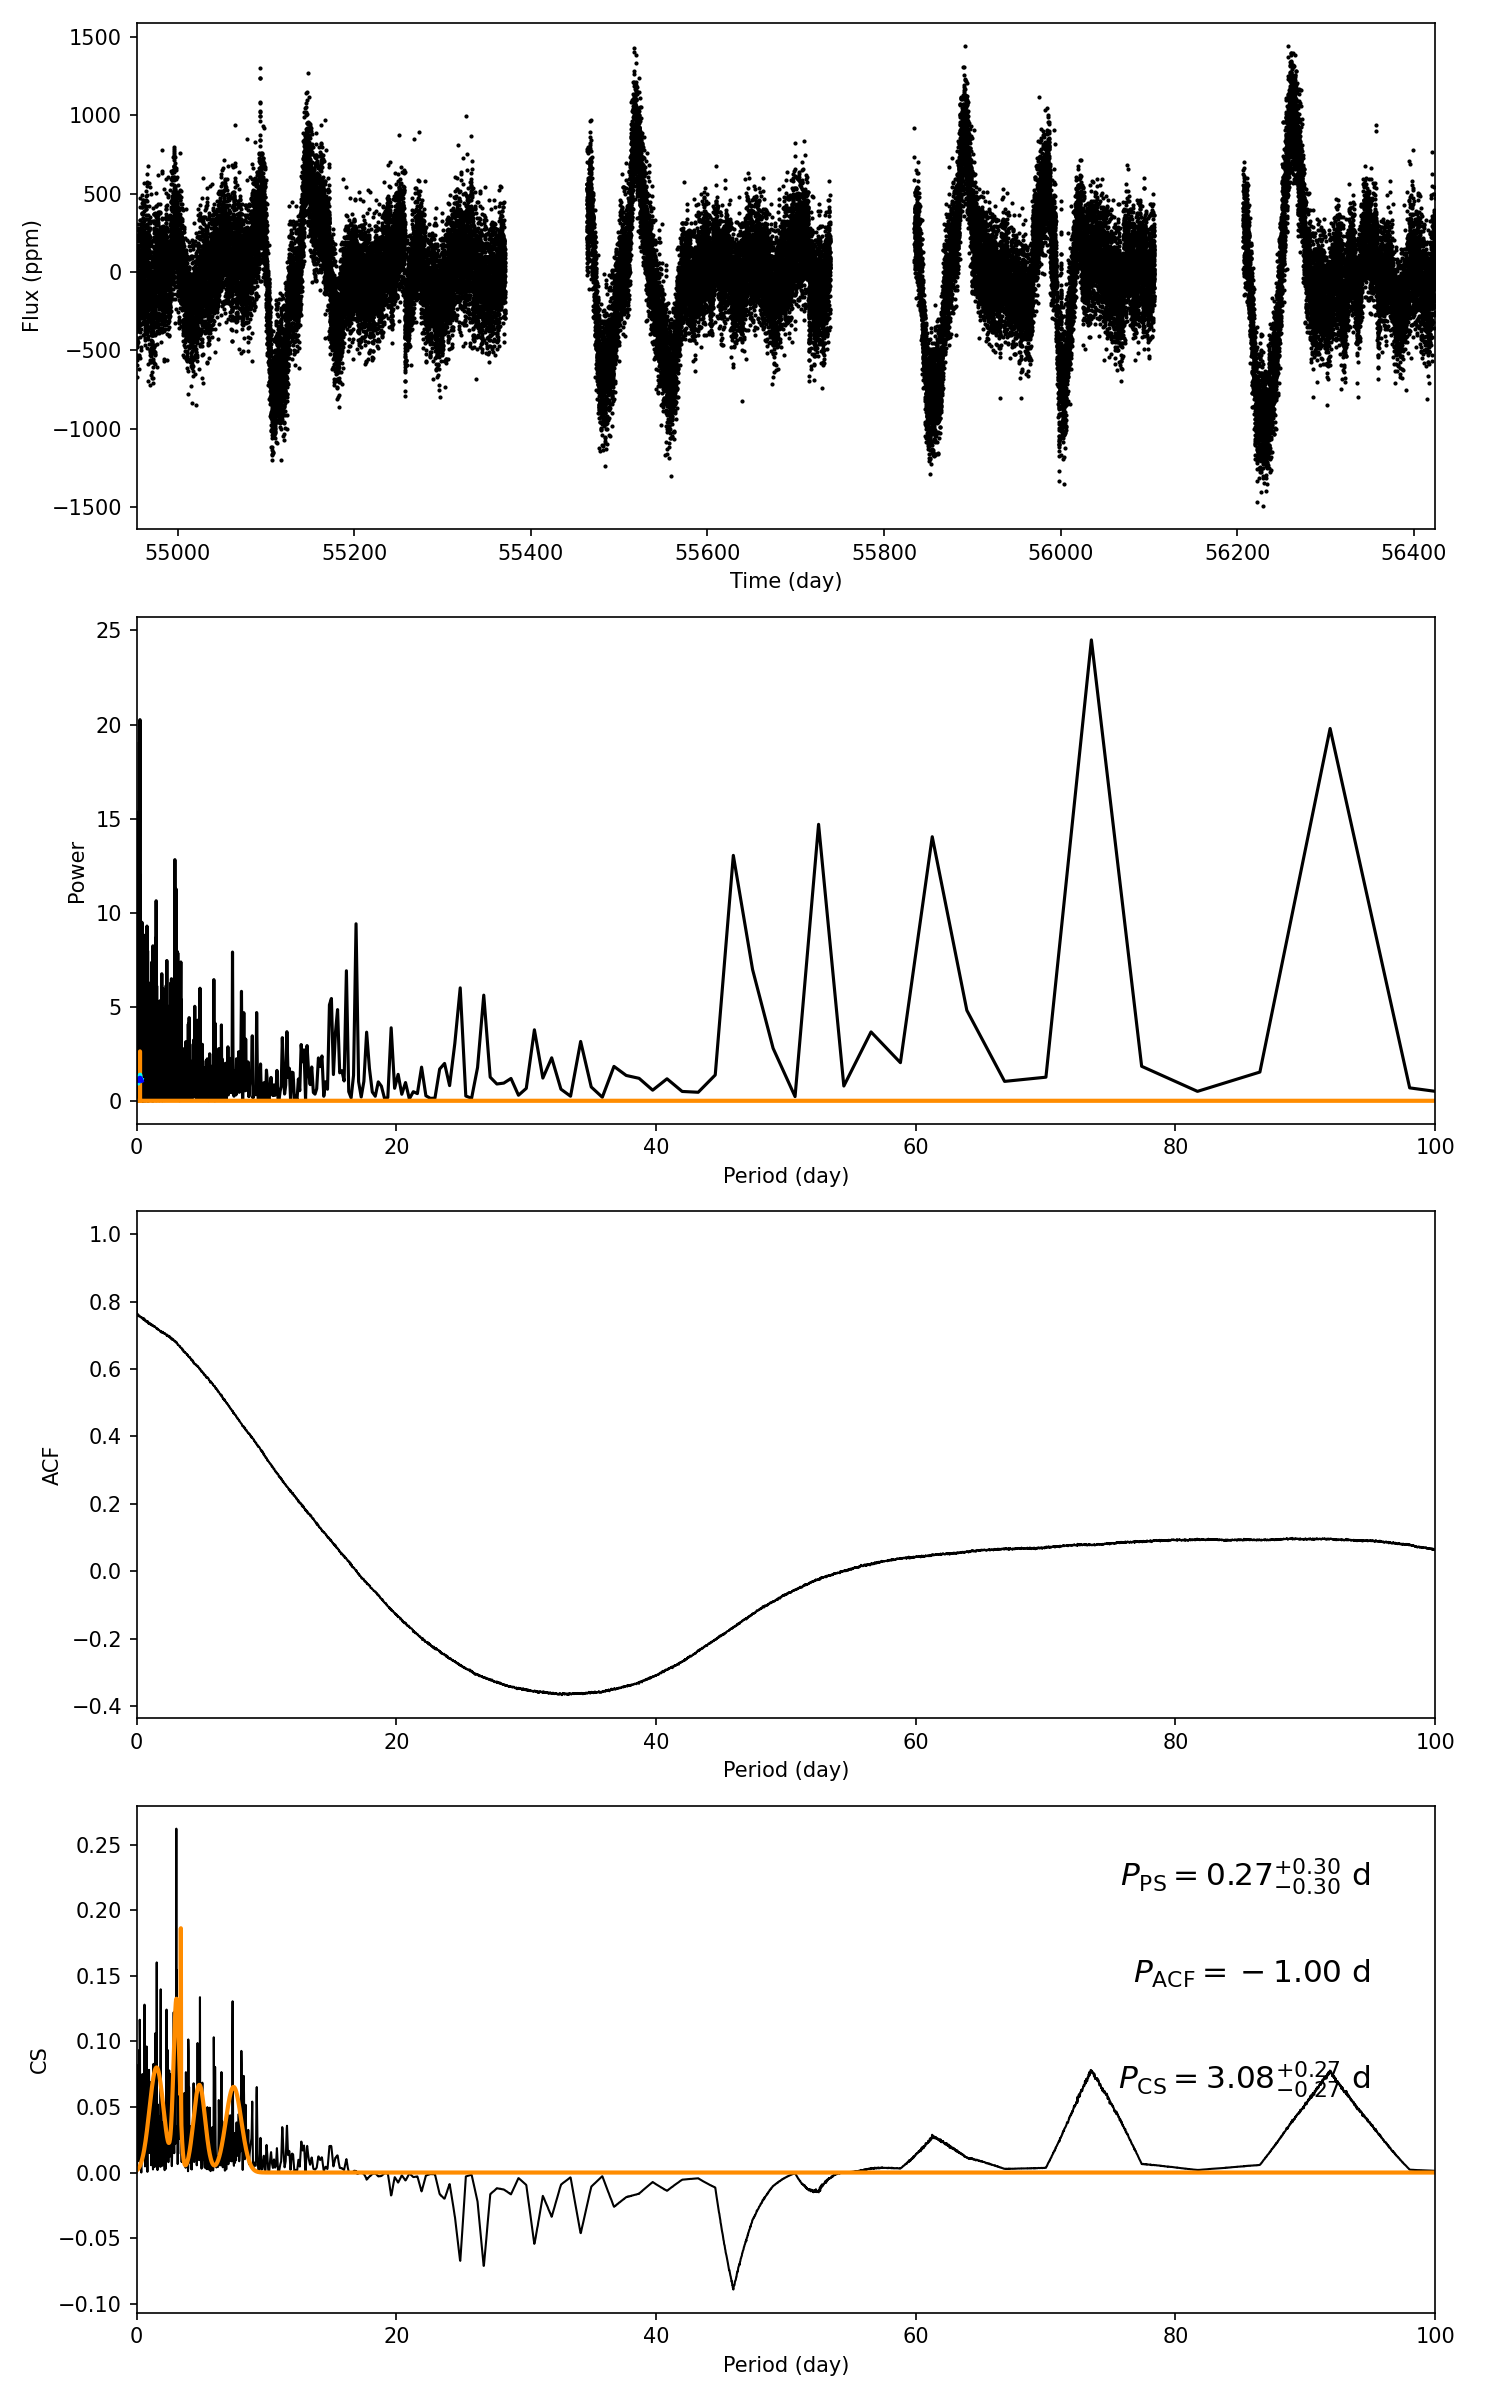 1500
1000
500
0
−500
−1000
−1500
Flux (ppm)
55000 55200 55400 55600 55800 56000 56200 56400
Time (day)
25
20
15
10
5
0
Power
0 20 40 60 80 100
Period (day)
1.0
0.8
0.6
0.4
0.2
0.0
−0.2
−0.4
ACF
0 20 40 60 80 100
Period (day)
0.25
0.20
0.15
0.10
0.05
0.00
−0.05
−0.10
CS
P_PS = 0.27^{+0.30}_{−0.30} d
P_ACF = −1.00 d
P_CS = 3.08^{+0.27}_{−0.27} d
0 20 40 60 80 100
Period (day)